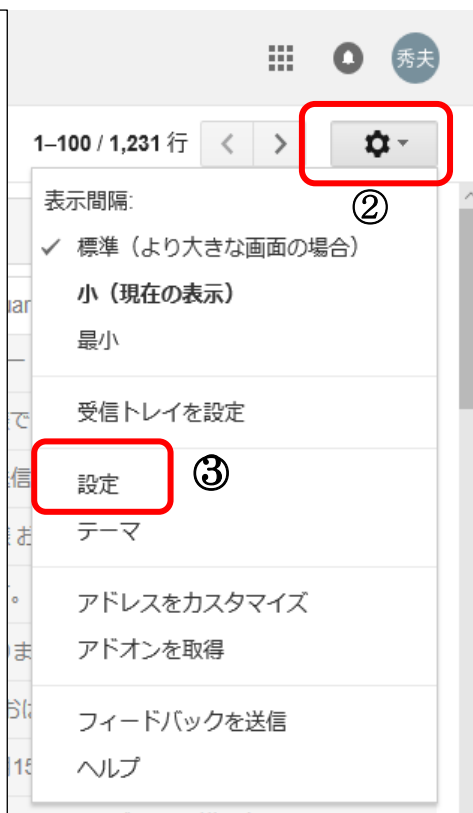 秀夫
1–100 / 1,231 行
②
表示間隔:
標準（より大きな画面の場合）
小（現在の表示）
最小
受信トレイを設定
設定
③
テーマ
アドレスをカスタマイズ
アドオンを取得
フィードバックを送信
ヘルプ